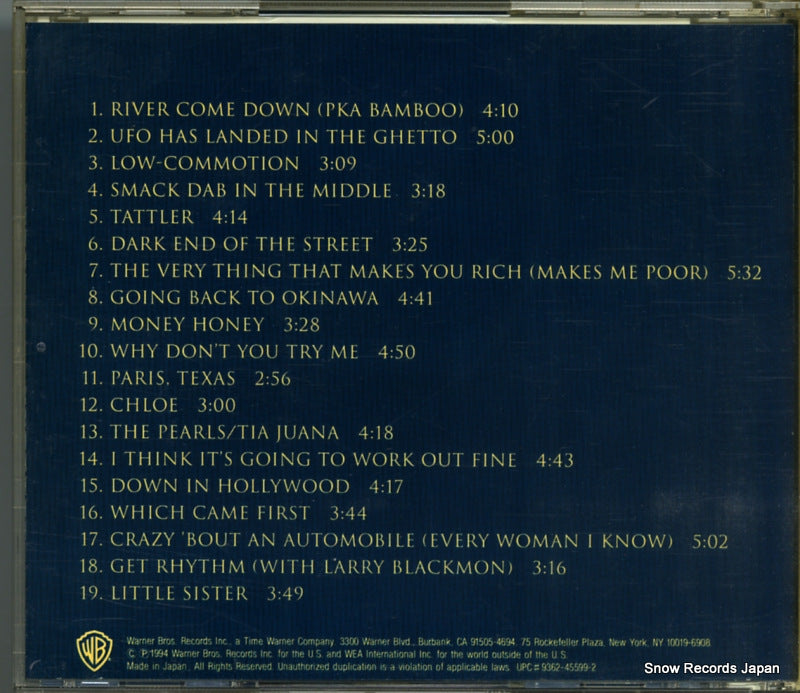 1. RIVER COME DOWN (PKA BAMBOO) 4:10
2. UFO HAS LANDED IN THE GHETTO 5:00
3. LOW-COMMOTION 3:09
4. SMACK DAB IN THE MIDDLE 3:18
5. TATTLER 4:14
6. DARK END OF THE STREET 3:25
7. THE VERY THING THAT MAKES YOU RICH (MAKES ME POOR) 5:32
8. GOING BACK TO OKINAWA 4:41
9. MONEY HONEY 3:28
10. WHY DON'T YOU TRY ME 4:50
11. PARIS, TEXAS 2:56
12. CHLOE 3:00
13. THE PEARLS/TIA JUANA 4:18
14. I THINK IT'S GOING TO WORK OUT FINE 4:43
15. DOWN IN HOLLYWOOD 4:17
16. WHICH CAME FIRST 3:44
17. CRAZY 'BOUT AN AUTOMOBILE (EVERY WOMAN I KNOW) 5:02
18. GET RHYTHM (WITH LARRY BLACKMON) 3:16
19. LITTLE SISTER 3:49
WB
Warner Bros. Records Inc., a Time Warner Company, 3300 Warner Blvd., Burbank, CA 91505-4694, 75 Rockefeller Plaza, New York, NY 10019-6908.
© ℗1994 Warner Bros. Records Inc. for the U.S. and WEA International Inc. for the world outside of the U.S.
Made in Japan. All Rights Reserved. Unauthorized duplication is a violation of applicable laws. UPC# 9362-45599-2
Snow Records Japan